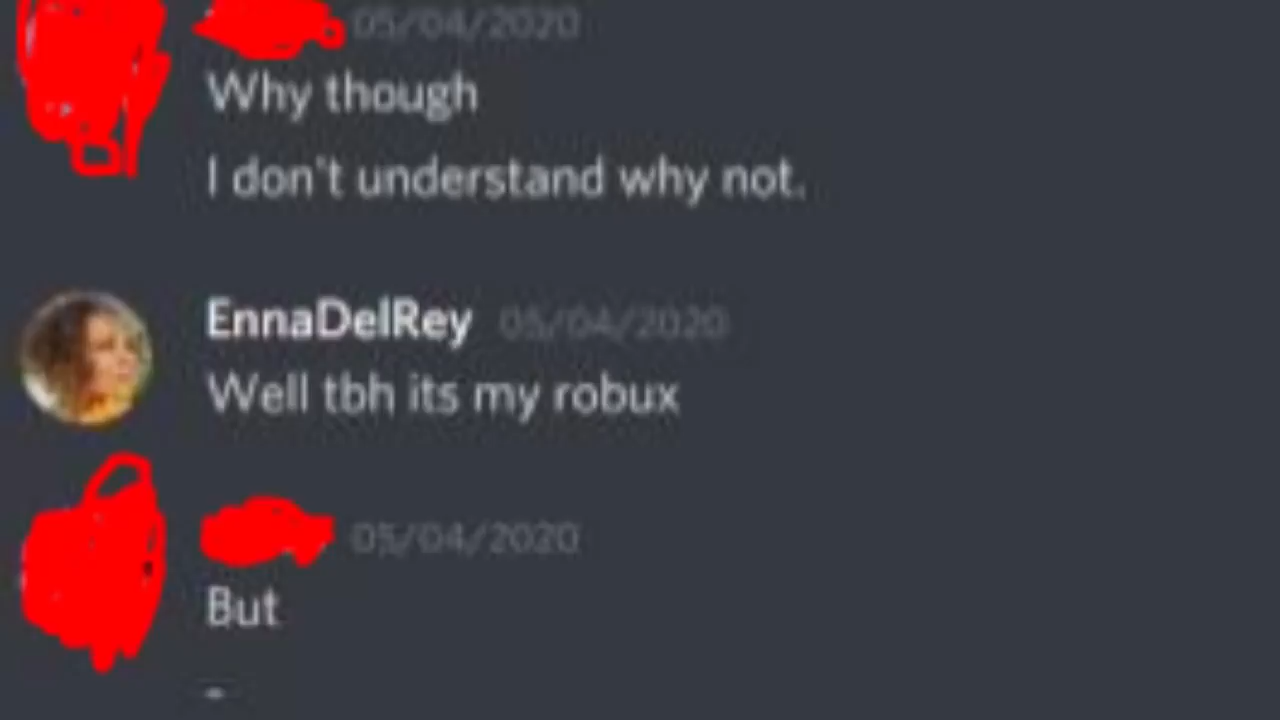 05/04/2020
Why though
I don't understand why not.
EnnaDelRey 05/04/2020
Well tbh its my robux
05/04/2020
But
-